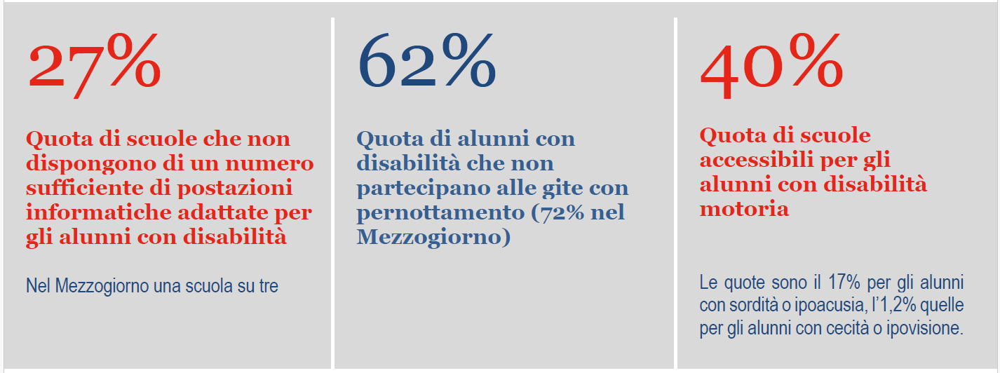 27%
Quota di scuole che non
dispongono di un numero
sufficiente di postazioni
informatiche adattate per
gli alunni con disabilità
Nel Mezzogiorno una scuola su tre
62%
Quota di alunni con
disabilità che non
partecipano alle gite con
pernottamento (72% nel
Mezzogiorno)
40%
Quota di scuole
accessibili per gli
alunni con disabilità
motoria
Le quote sono il 17% per gli alunni
con sordità o ipoacusia, l’1,2% quelle
per gli alunni con cecità o ipovisione.